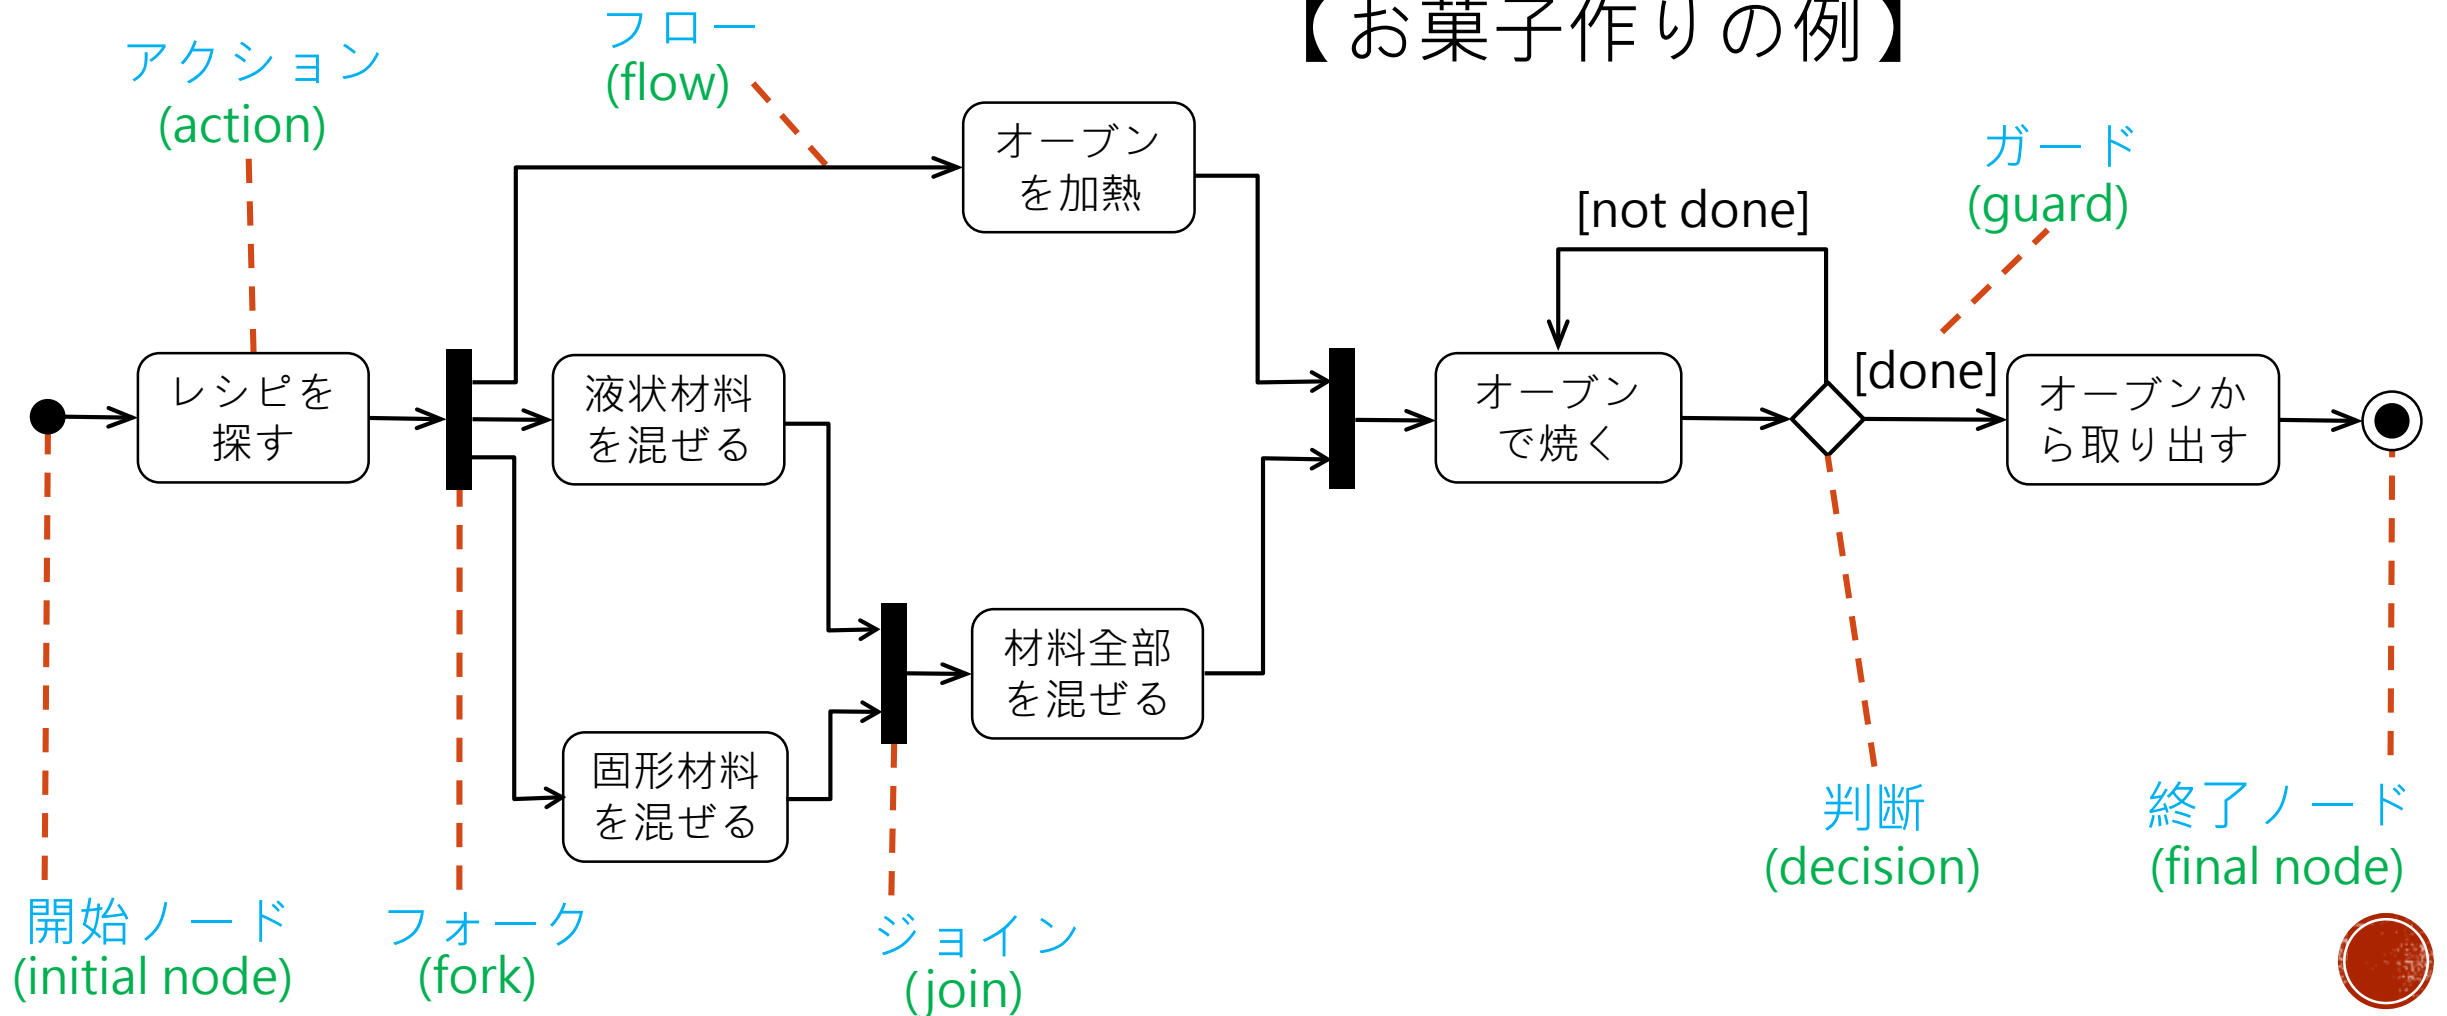 【お菓子作りの例】
アクション
(action)
フロー
(flow)
オーブン
を加熱
ガード
(guard)
[not done]
[done]
レシピを
探す
液状材料
を混ぜる
オーブン
で焼く
オーブンか
ら取り出す
材料全部
を混ぜる
固形材料
を混ぜる
開始ノード
(initial node)
フォーク
(fork)
ジョイン
(join)
判断
(decision)
終了ノード
(final node)